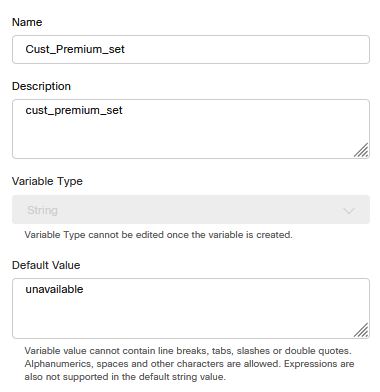 Name
Cust_Premium_set
Description
cust_premium_set
Variable Type
String
Variable Type cannot be edited once the variable is created.
Default Value
unavailable
Variable value cannot contain line breaks, tabs, slashes or double quotes.
Alphanumerics, spaces and other characters are allowed. Expressions are
also not supported in the default string value.